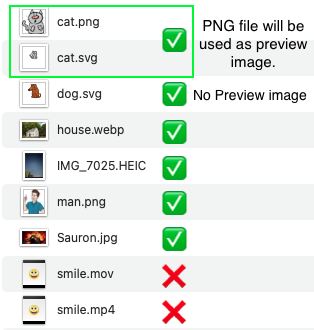 cat.png
PNG file will be
used as preview
image.
cat.svg
dog.svg No Preview image
house.webp
IMG_7025.HEIC
man.png
Sauron.jpg
smile.mov
smile.mp4